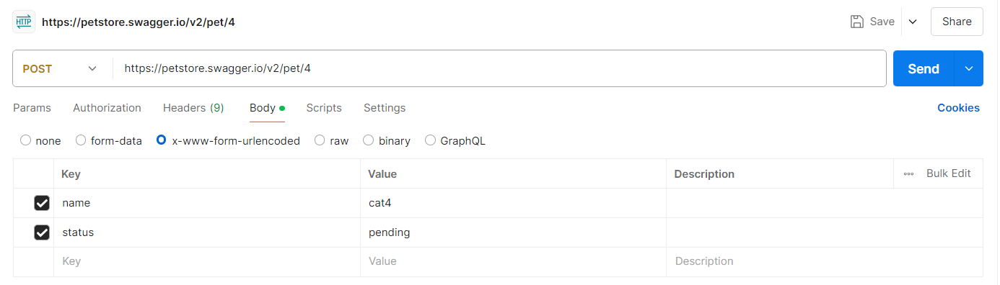 HTTP https://petstore.swagger.io/v2/pet/4 Save Share
POST https://petstore.swagger.io/v2/pet/4 Send
Params Authorization Headers (9) Body Scripts Settings Cookies
none form-data x-www-form-urlencoded raw binary GraphQL
Key Value Description Bulk Edit
name cat4
status pending
Key Value Description